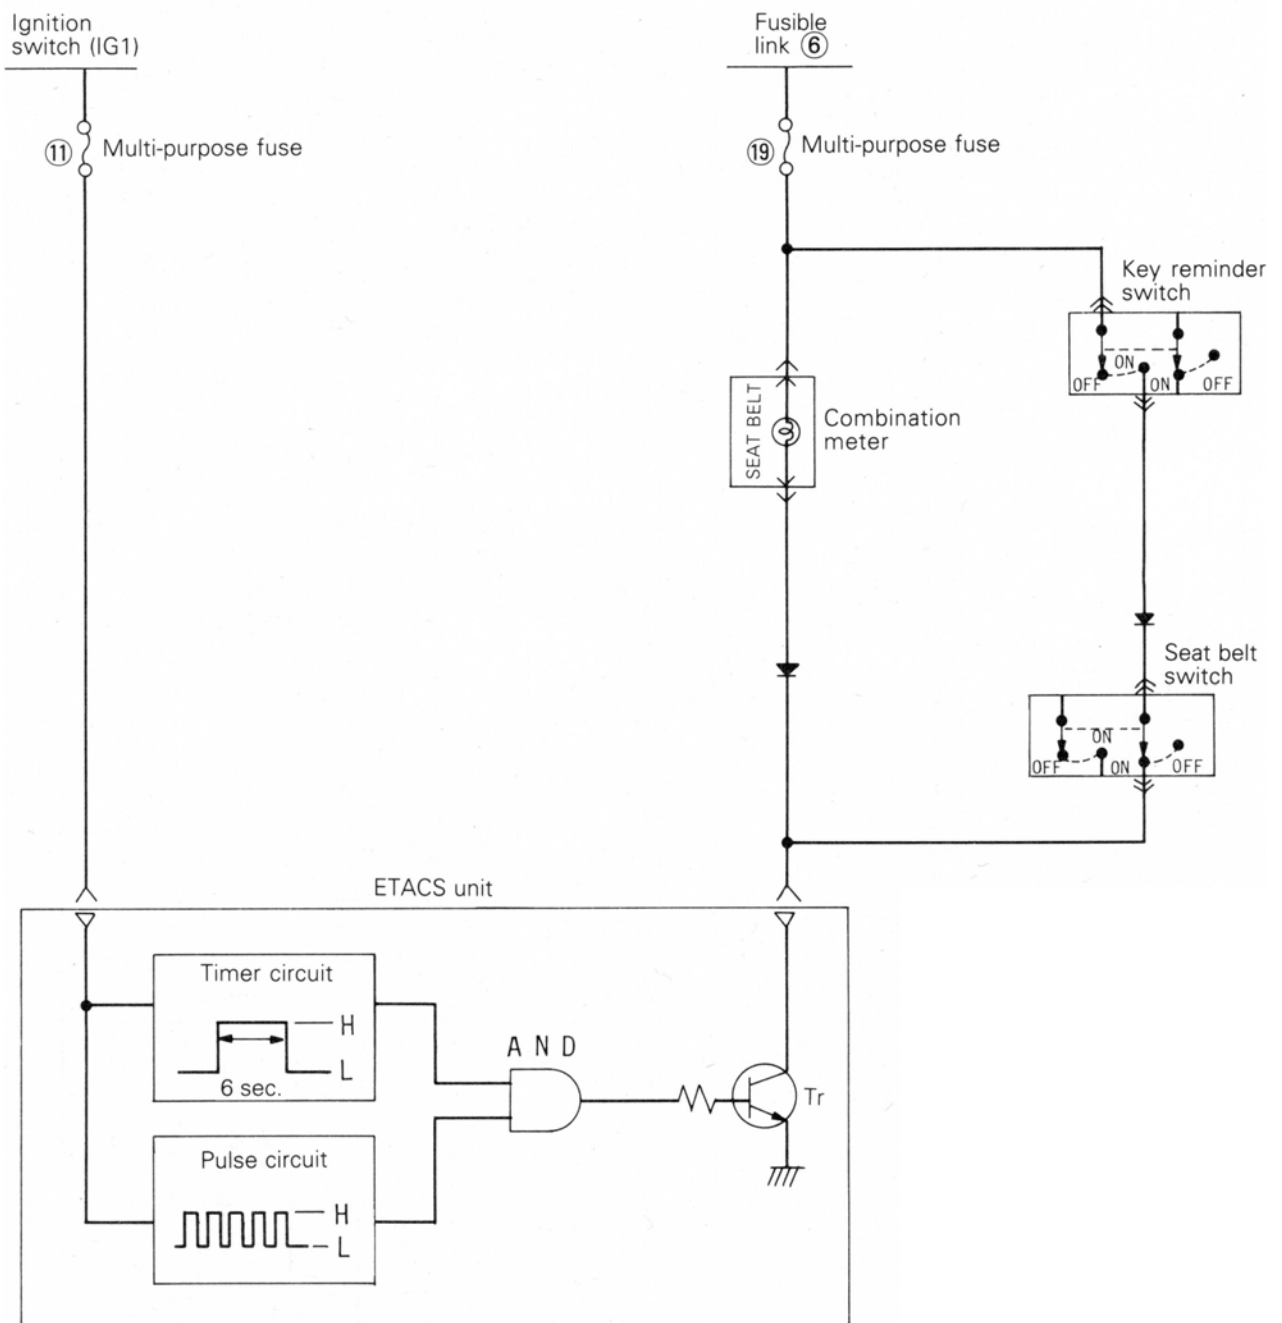 Ignition
switch (IG1)
Fusible
link ⑥
⑪ Multi-purpose fuse
⑲ Multi-purpose fuse
Key reminder
switch
ON
OFF ON OFF
SEAT BELT
Combination
meter
Seat belt
switch
ON
OFF ON OFF
ETACS unit
Timer circuit
H
L
6 sec.
AND
Tr
Pulse circuit
H
L